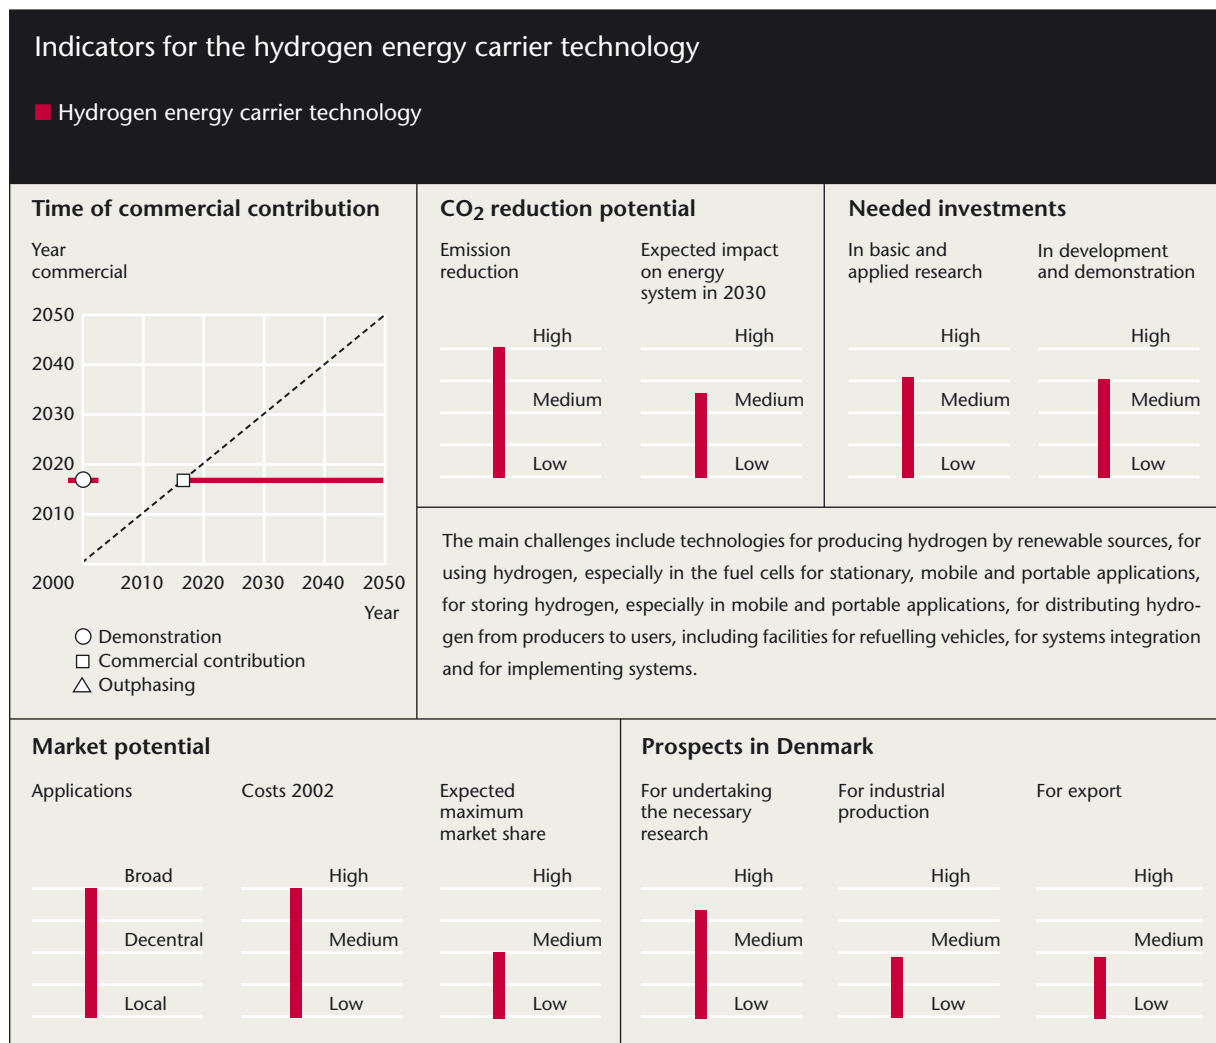 Indicators for the hydrogen energy carrier technology
Hydrogen energy carrier technology
Time of commercial contribution
Year
commercial
2050
2040
2030
2020
2010
2000 2010 2020 2030 2040 2050
Year
Demonstration
Commercial contribution
Outphasing
CO2 reduction potential
Emission
reduction
High
Medium
Low
Expected impact
on energy
system in 2030
High
Medium
Low
Needed investments
In basic and
applied research
High
Medium
Low
In development
and demonstration
High
Medium
Low
The main challenges include technologies for producing hydrogen by renewable sources, for
using hydrogen, especially in the fuel cells for stationary, mobile and portable applications,
for storing hydrogen, especially in mobile and portable applications, for distributing hydro-
gen from producers to users, including facilities for refuelling vehicles, for systems integration
and for implementing systems.
Market potential
Applications
Broad
Decentral
Local
Costs 2002
High
Medium
Low
Expected
maximum
market share
High
Medium
Low
Prospects in Denmark
For undertaking
the necessary
research
High
Medium
Low
For industrial
production
High
Medium
Low
For export
High
Medium
Low